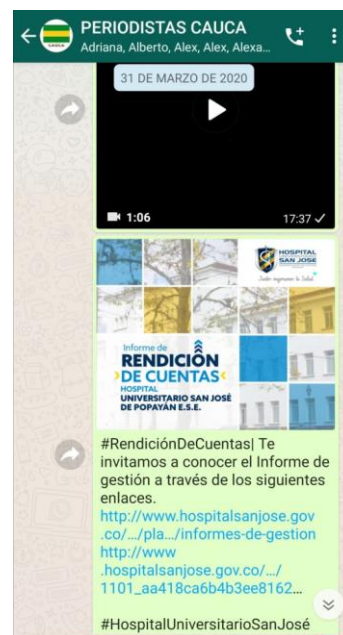 PERIODISTAS CAUCA
Adriana, Alberto, Alex, Alex, Alexa...
31 DE MARZO DE 2020
1:06
17:37
HOSPITAL
SAN JOSÉ
Informe de
RENDICIÓN
DE CUENTAS
HOSPITAL
UNIVERSITARIO SAN JOSÉ
DE POPAYÁN E.S.E.
#RendiciónDeCuentas| Te
invitamos a conocer el Informe de
gestión a través de los siguientes
enlaces.
http://www.hospitalsanjose.gov
.co/.../pla.../informes-de-gestion
http://www
.hospitalsanjose.gov.co/.../
1101_aa418ca6b4b3ee8162...
#HospitalUniversitarioSanJosé